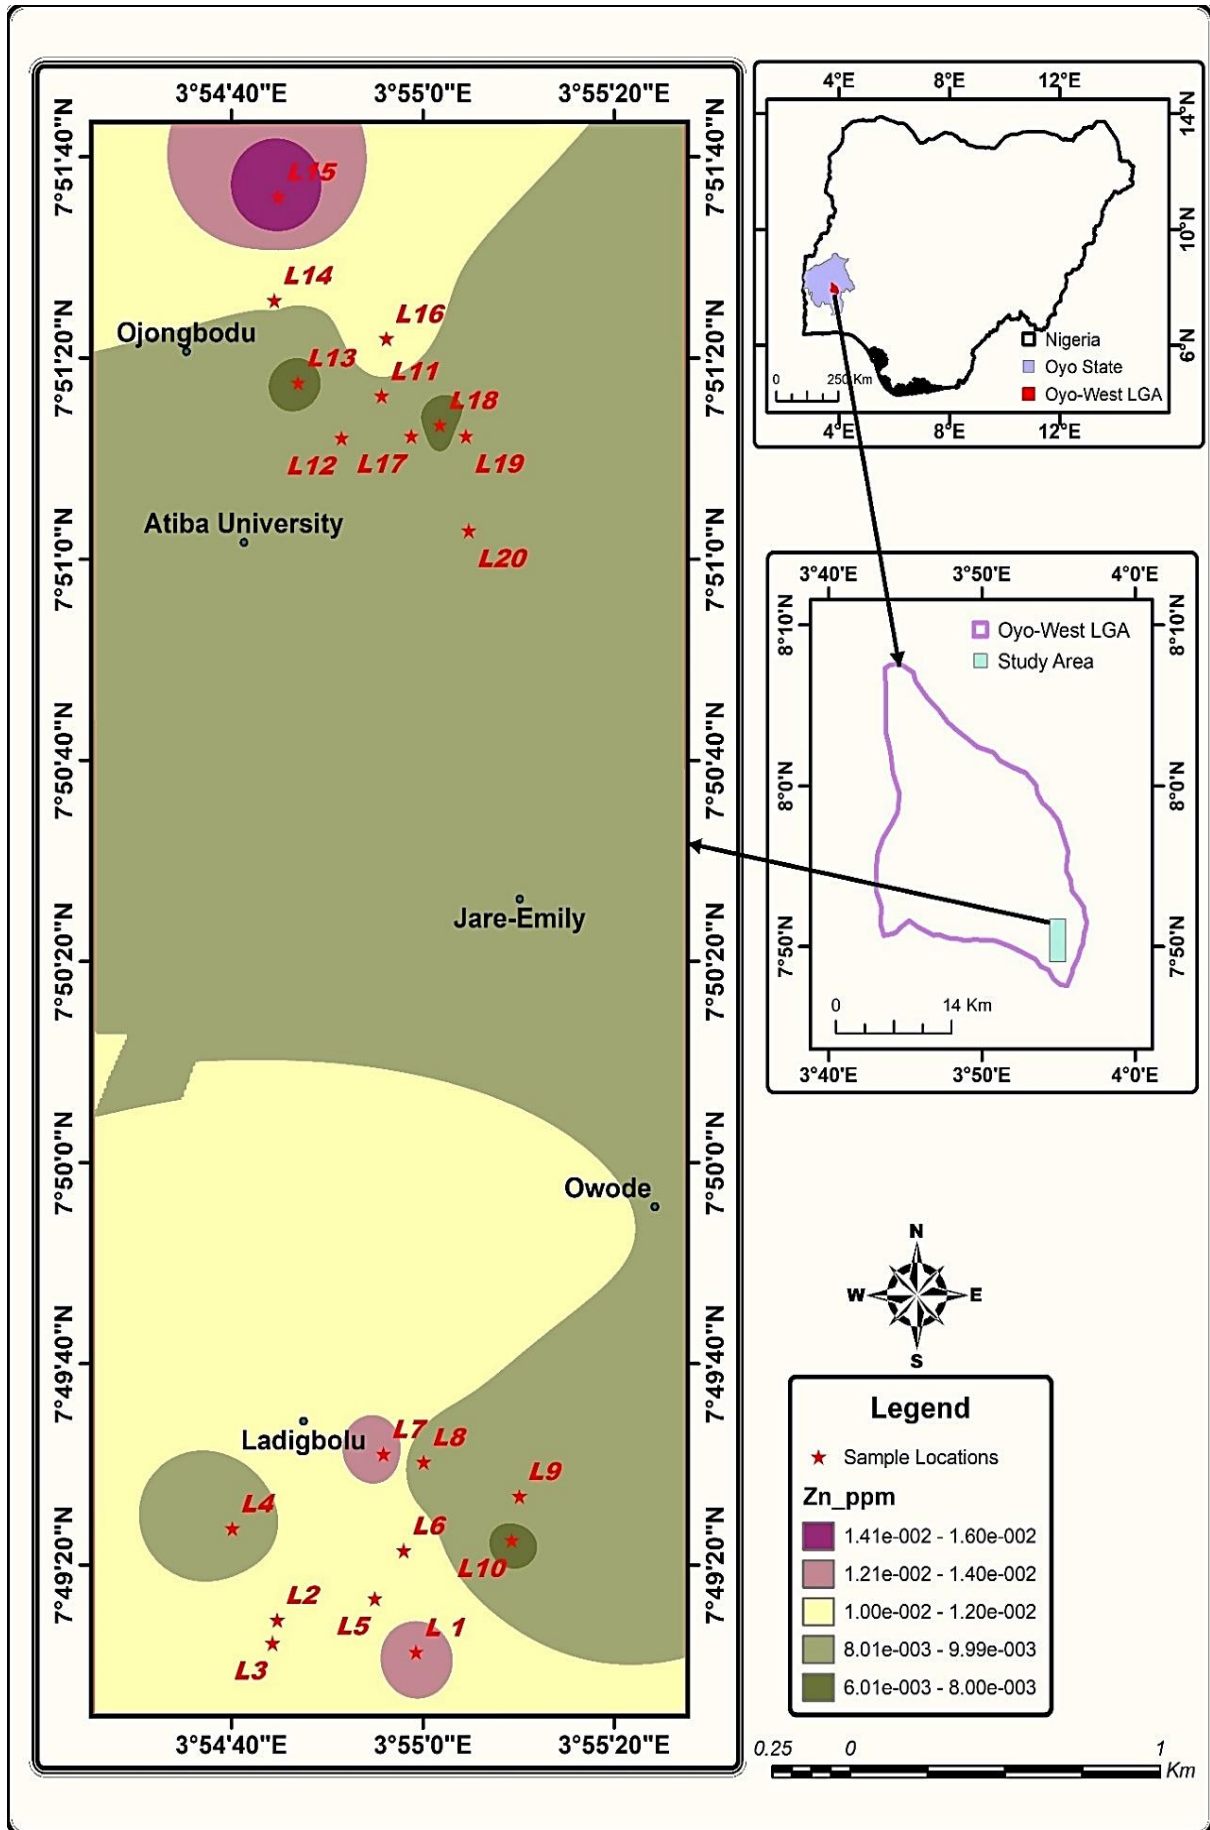 3°54'40"E 3°55'0"E 3°55'20"E
7°51'40"N 7°51'40"N
L15
L14
L16
Ojongbodu
7°51'20"N 7°51'20"N
L13
L11
L18
L12 L17 L19
Atiba University
L20
7°51'0"N 7°51'0"N
7°50'40"N 7°50'40"N
Jare-Emily
7°50'20"N 7°50'20"N
7°50'0"N 7°50'0"N
Owode
7°49'40"N 7°49'40"N
Ladigbolu
L7 L8
L9
L4
L6
L10
7°49'20"N 7°49'20"N
L2
L5 L 1
L3
3°54'40"E 3°55'0"E 3°55'20"E
4°E 8°E 12°E
14°N
10°N
6°N
Nigeria
Oyo State
Oyo-West LGA
0 250 Km
4°E 8°E 12°E
3°40'E 3°50'E 4°0'E
8°10'N 8°10'N
Oyo-West LGA
Study Area
8°0'N 8°0'N
7°50'N 7°50'N
0 14 Km
3°40'E 3°50'E 4°0'E
N
W E
S
Legend
Sample Locations
Zn_ppm
1.41e-002 - 1.60e-002
1.21e-002 - 1.40e-002
1.00e-002 - 1.20e-002
8.01e-003 - 9.99e-003
6.01e-003 - 8.00e-003
0.25 0 1
Km